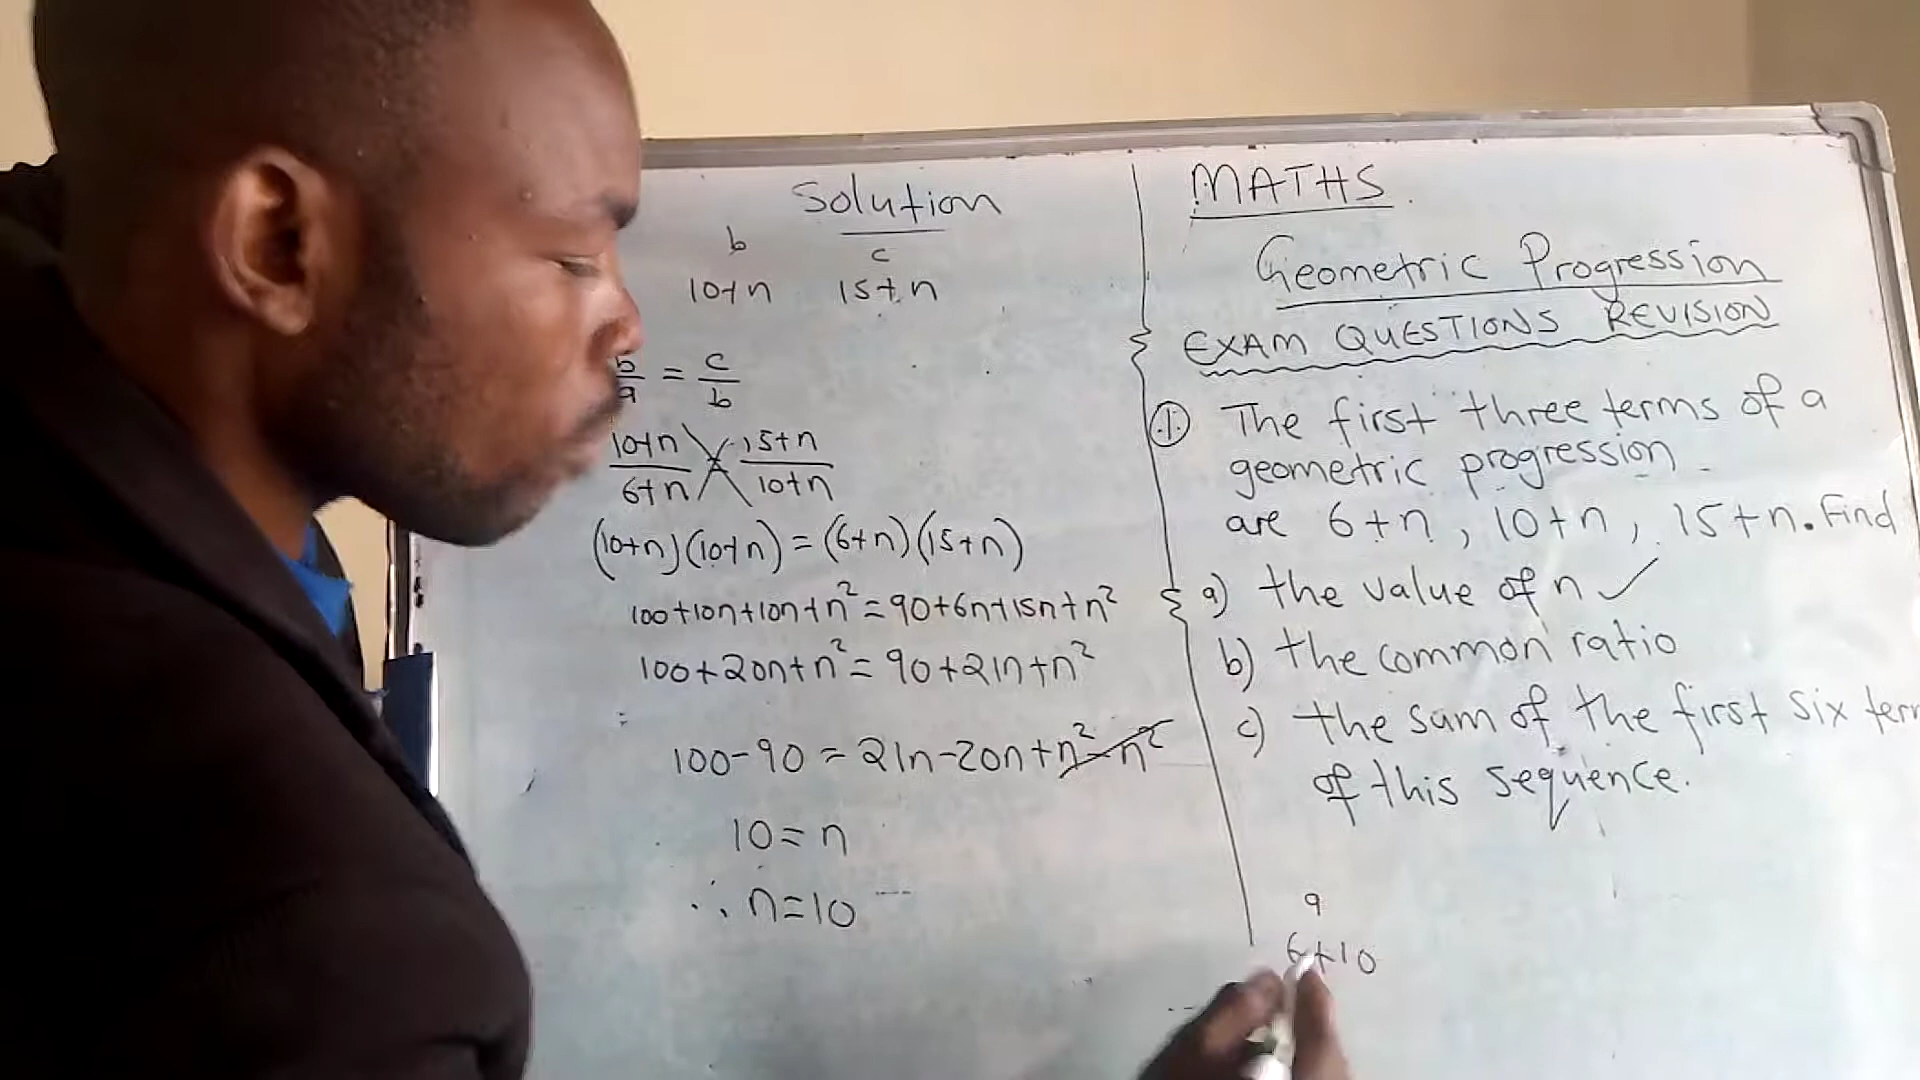 Solution
b c
10+n 15+n
b/a = c/b
10+n/6+n 15+n/10+n
(10+n)(10+n) = (6+n)(15+n)
100+10n+10n+n² = 90+6n+15n+n²
100+20n+n² = 90+21n+n²
100-90 = 21n-20n+n²-n²
10 = n
∴ n=10
MATHS.
Geometric Progression
EXAM QUESTIONS REVISION
1. The first three terms of a
geometric progression
are 6+n, 10+n, 15+n. Find
a) the value of n ✓
b) the common ratio
c) the sum of the first six
of this sequence.
a
6+10